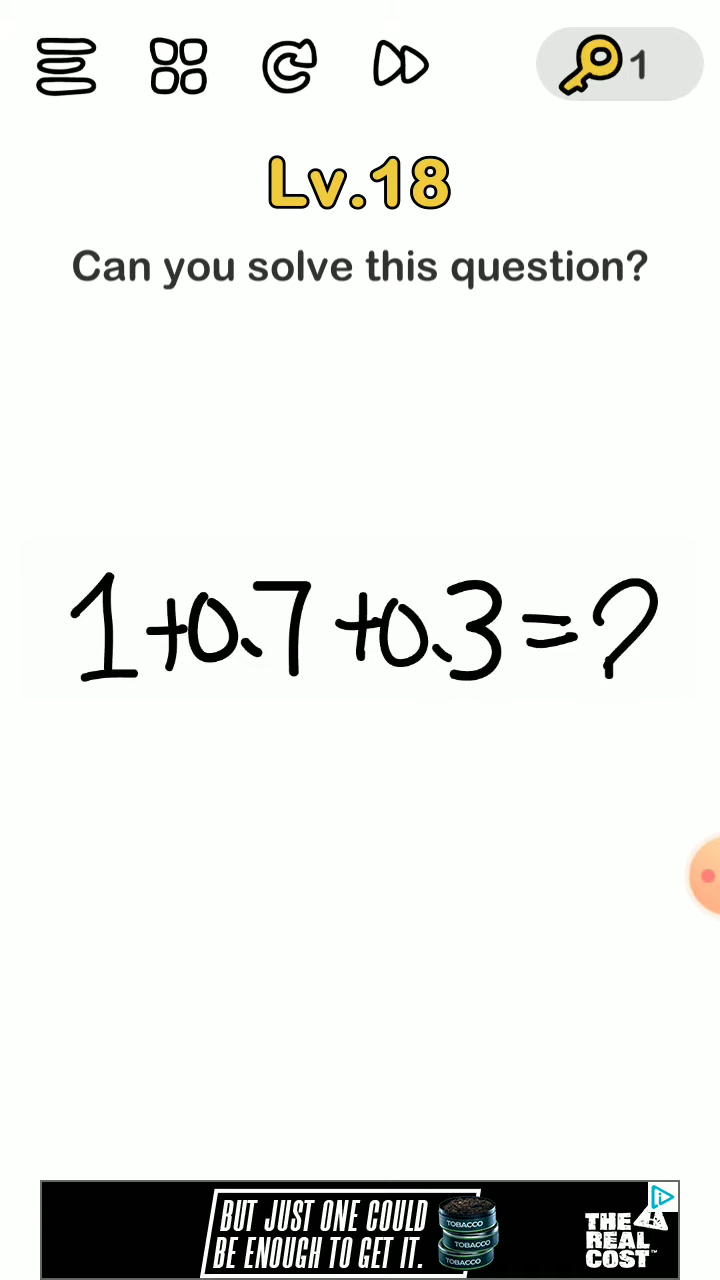 1
Lv.18
Can you solve this question?
1+0.7+0.3=?
BUT JUST ONE COULD
BE ENOUGH TO GET IT.
TOBACCO
TOBACCO
TOBACCO
THE
REAL
COST™